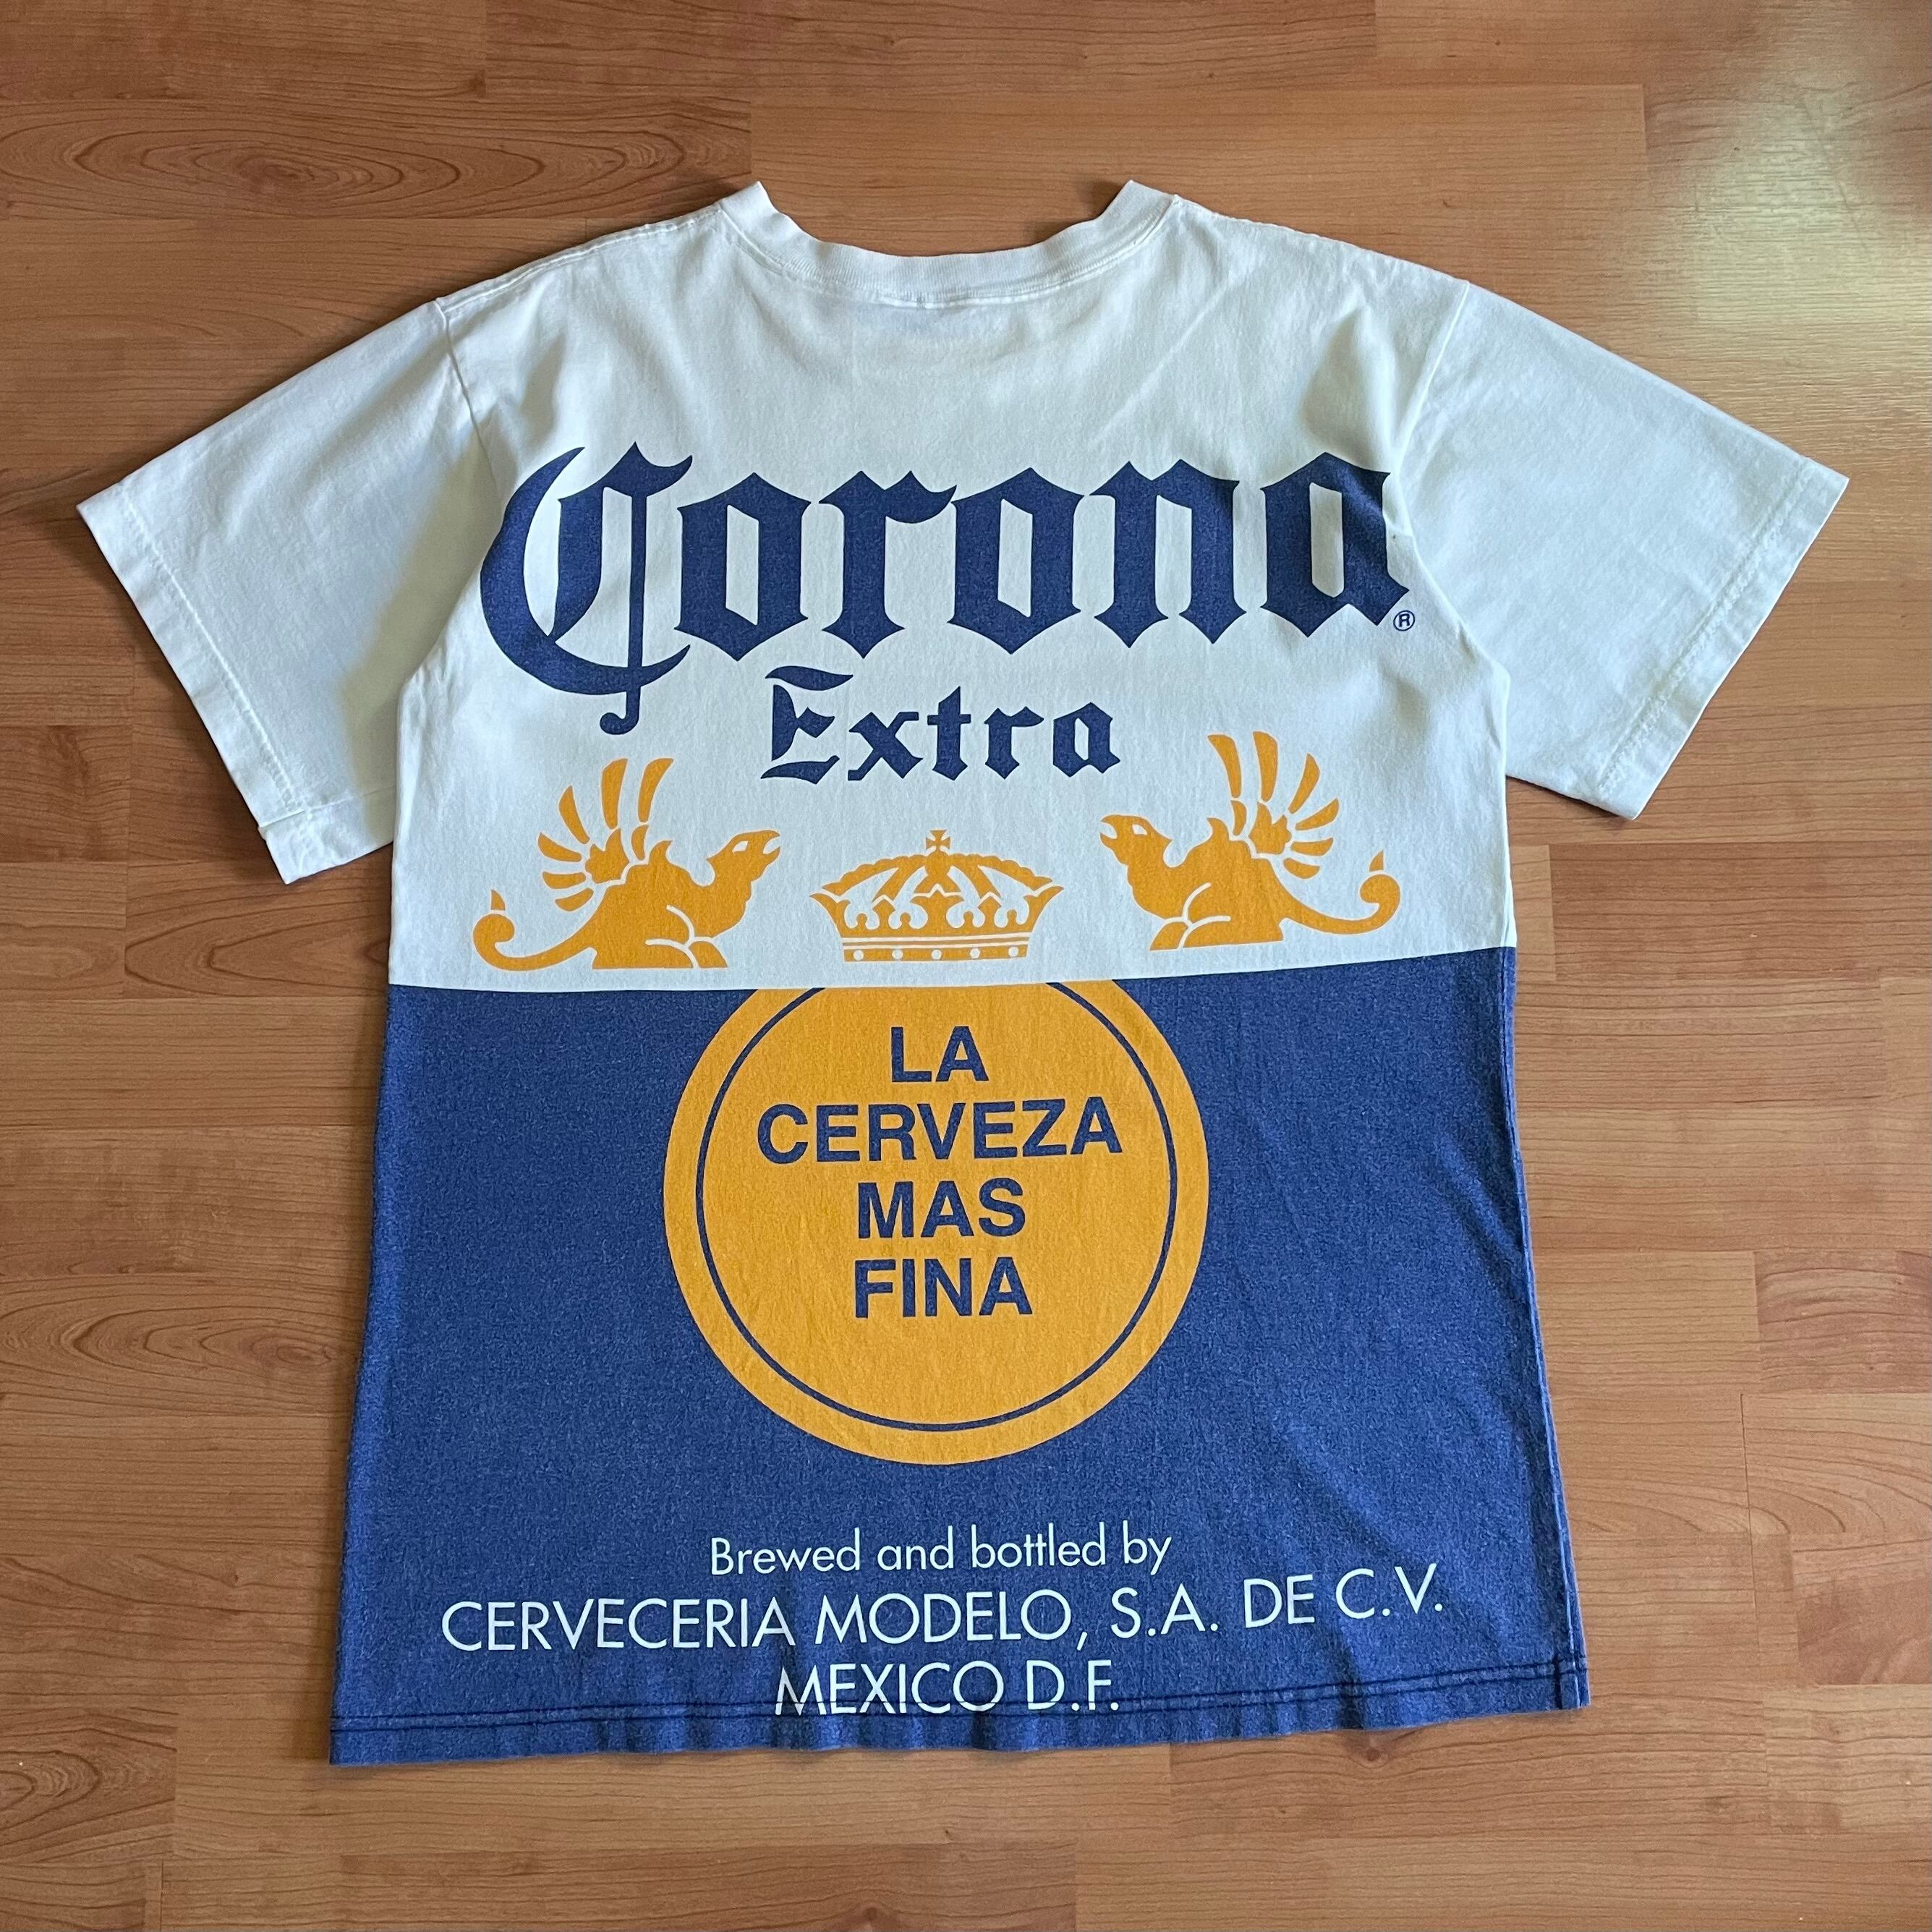 Corona®
Extra
LA
CERVEZA
MAS
FINA
Brewed and bottled by
CERVECERIA MODELO, S.A. DE C.V.
MEXICO D.F.